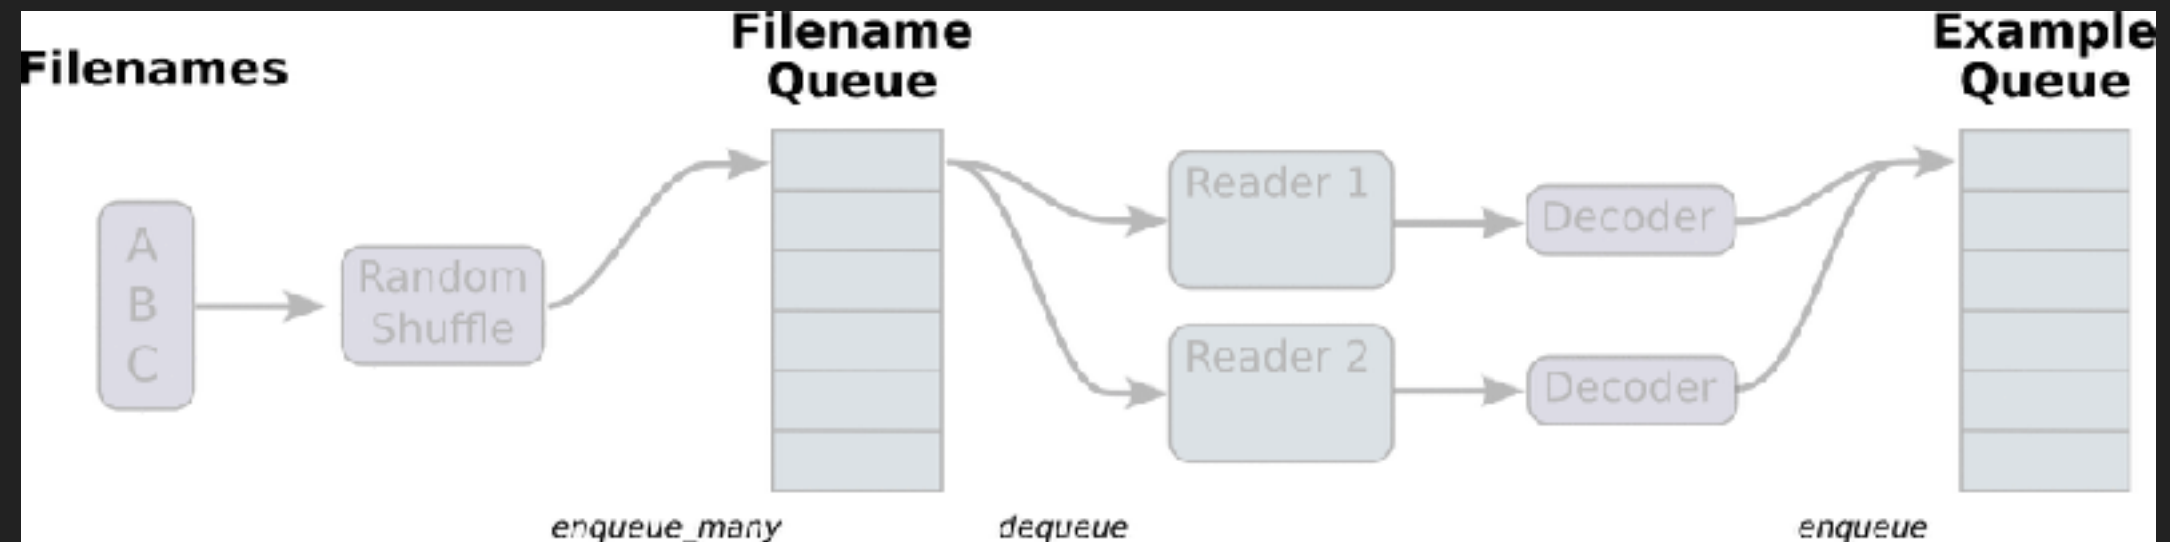 Filenames
Filename
Queue
Example
Queue
A
B
C
Random
Shuffle
Reader 1
Decoder
Reader 2
Decoder
enqueue_many
dequeue
enqueue